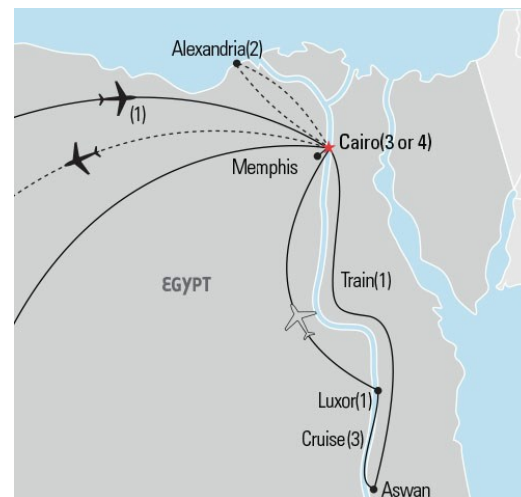 Alexandria(2)
(1)
Cairo(3 or 4)
Memphis
EGYPT
Train(1)
Luxor(1)
Cruise(3)
Aswan